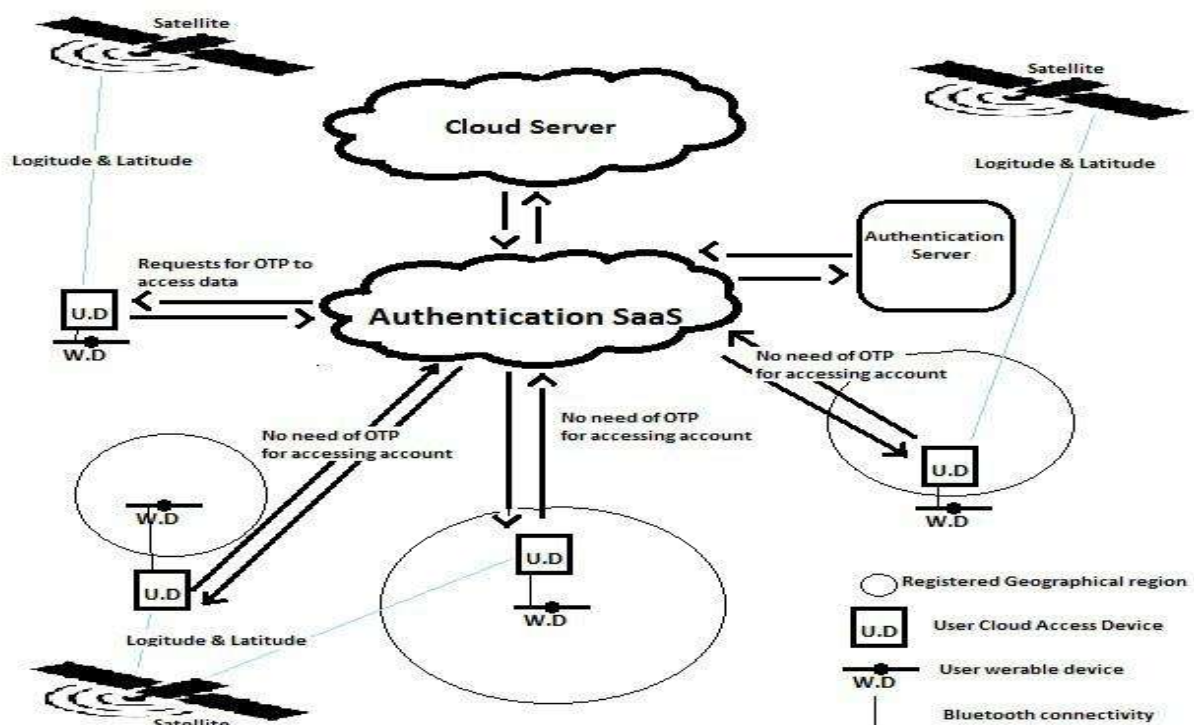 Satellite
Satellite
Cloud Server
Logitude & Latitude
Logitude & Latitude
Authentication
Server
Requests for OTP to
access data
U.D
W.D
Authentication SaaS
No need of OTP
for accessing account
No need of OTP
for accessing account
No need of OTP
for accessing account
U.D
W.D
W.D
U.D
U.D
W.D
Logitude & Latitude
Satellite
Registered Geographical region
U.D
User Cloud Access Device
W.D
User werable device
Bluetooth connectivity